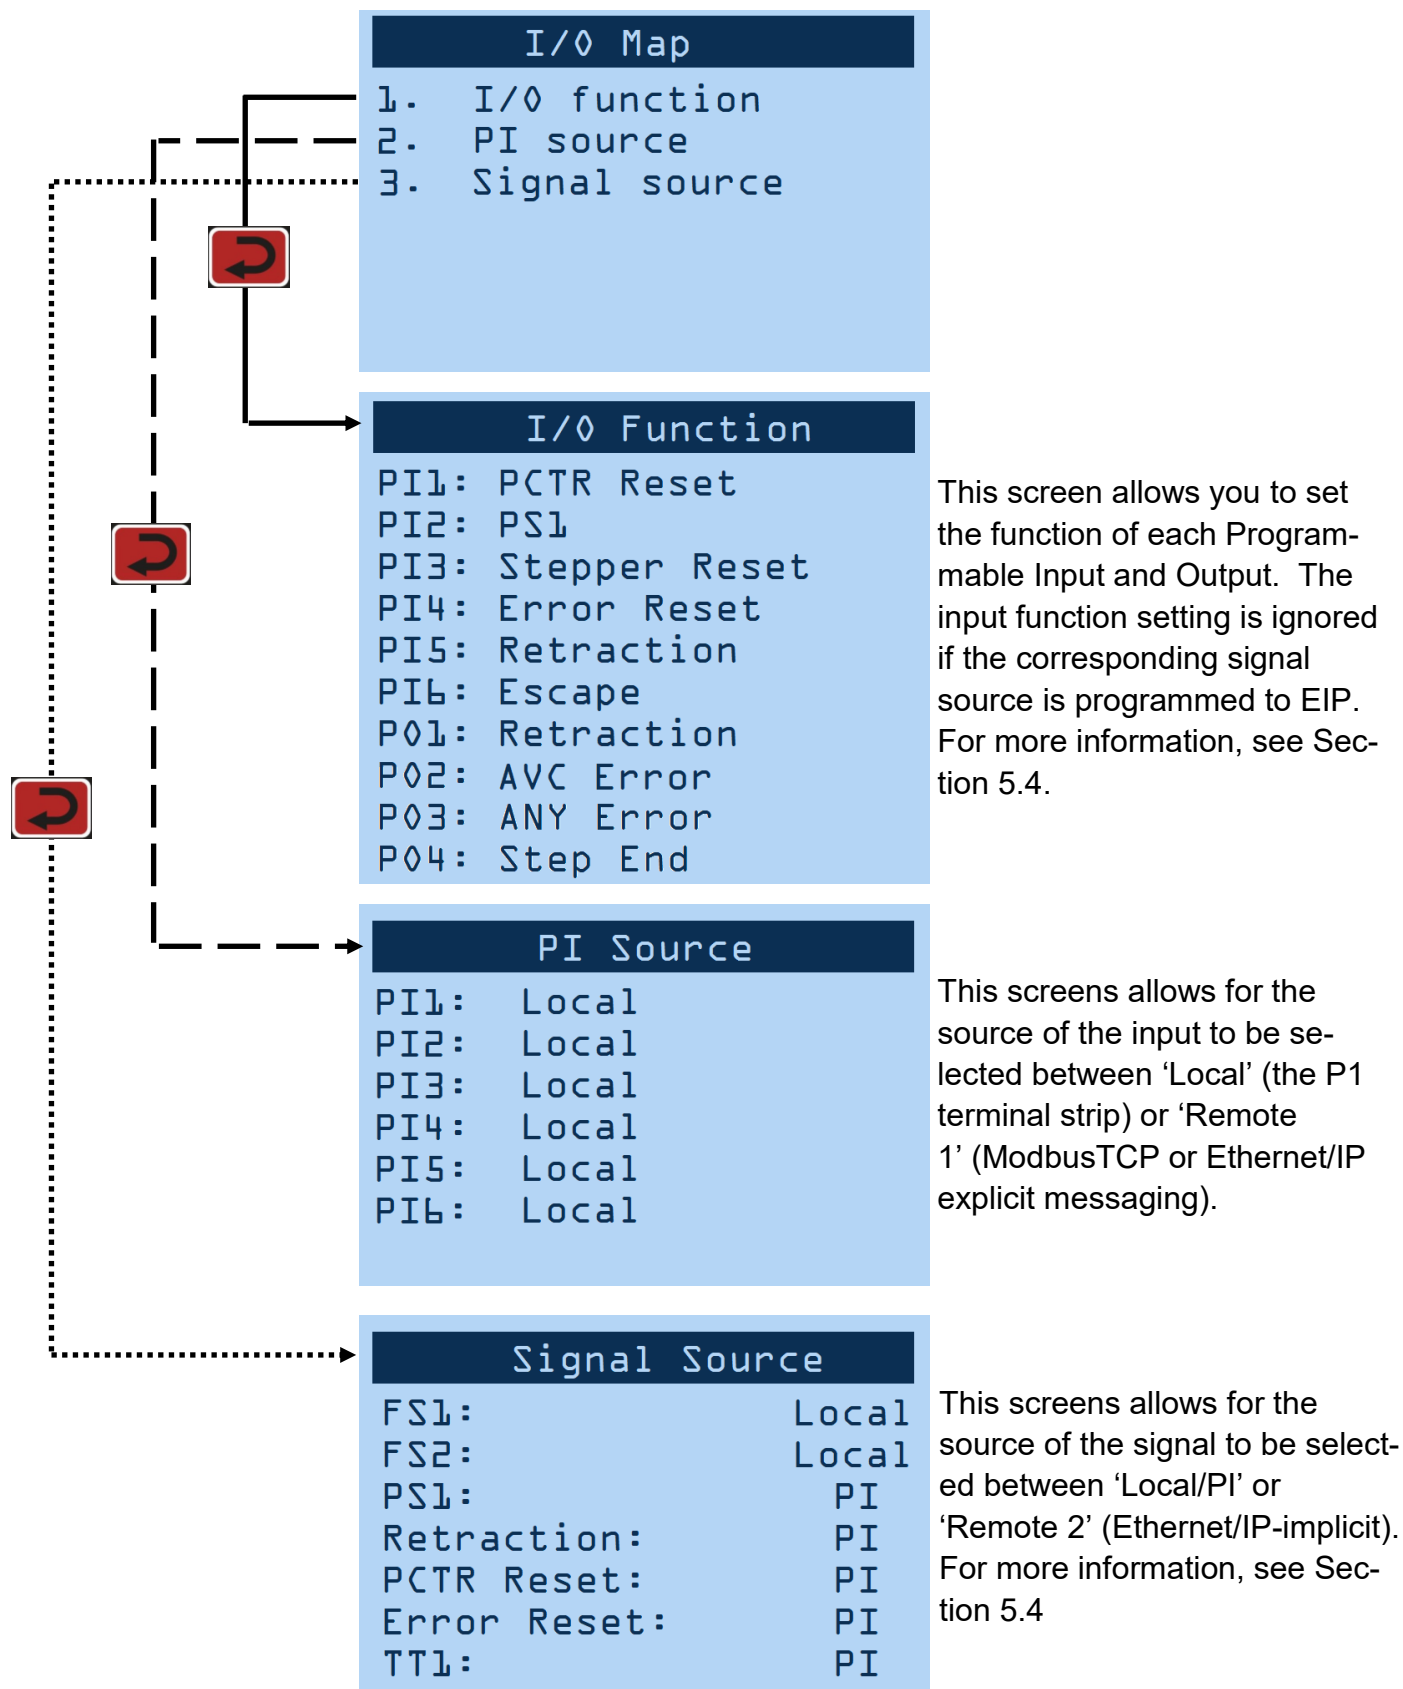 I/O Map
1. I/O function
2. PI source
3. Signal source
I/O Function
PI1: PCTR Reset
PI2: PS1
PI3: Stepper Reset
PI4: Error Reset
PI5: Retraction
PI6: Escape
PO1: Retraction
PO2: AVC Error
PO3: ANY Error
PO4: Step End
This screen allows you to set
the function of each Program-
mable Input and Output.  The
input function setting is ignored
if the corresponding signal
source is programmed to EIP.
For more information, see Sec-
tion 5.4.
PI Source
PI1: Local
PI2: Local
PI3: Local
PI4: Local
PI5: Local
PI6: Local
This screens allows for the
source of the input to be se-
lected between ‘Local’ (the P1
terminal strip) or ‘Remote
1’ (ModbusTCP or Ethernet/IP
explicit messaging).
Signal Source
FS1: Local
FS2: Local
PS1: PI
Retraction: PI
PCTR Reset: PI
Error Reset: PI
TT1: PI
This screens allows for the
source of the signal to be select-
ed between ‘Local/PI’ or
‘Remote 2’ (Ethernet/IP-implicit).
For more information, see Sec-
tion 5.4